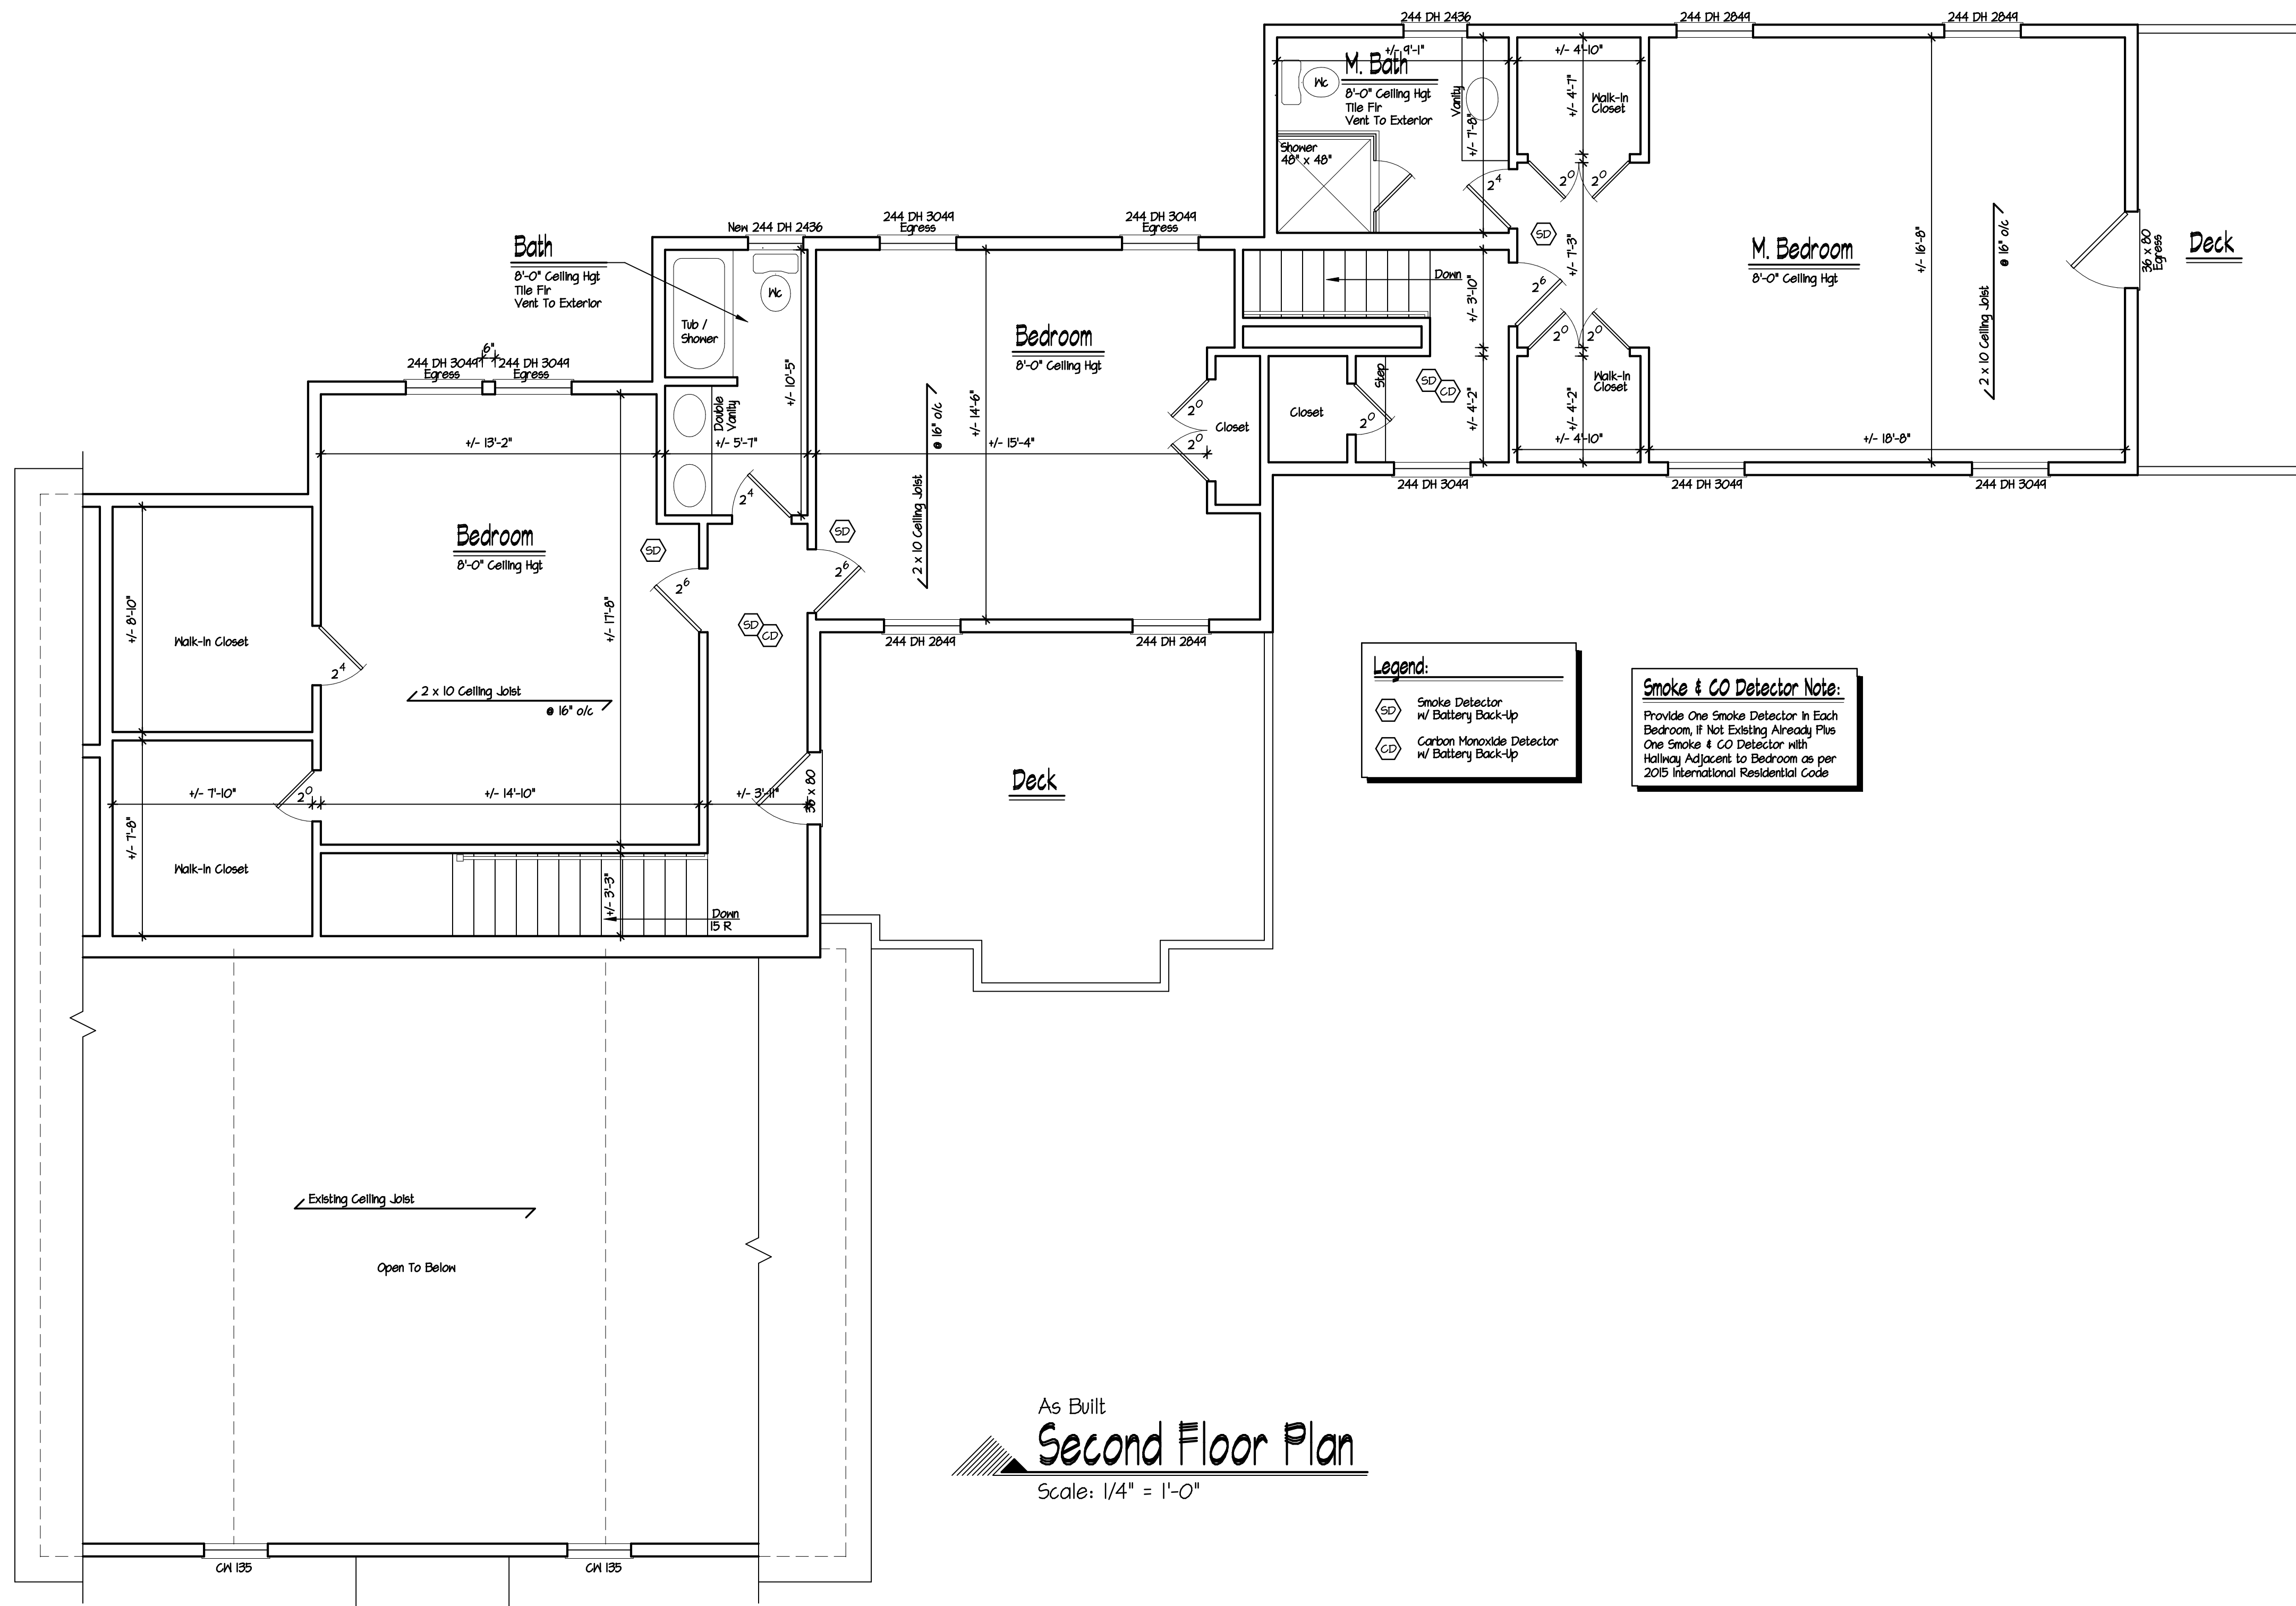 244 DH 2436
244 DH 2849
244 DH 2849
+/- 9'-1"
+/- 4'-10"
M. Bath
8'-0" Ceiling Hgt
Tile Flr
Vent To Exterior
Wc
Vanity
+/- 7'-8"
+/- 4'-7"
Walk-In
Closet
Shower
48" x 48"
2⁴
2⁰
2⁰
SD
+/- 7'-3"
M. Bedroom
8'-0" Ceiling Hgt
+/- 16'-8"
2 x 10 Ceiling Joist
@ 16" o/c
36 x 80
Egress
Deck
New 244 DH 2436
244 DH 3049
Egress
244 DH 3049
Egress
Bath
8'-0" Ceiling Hgt
Tile Flr
Vent To Exterior
Wc
Tub /
Shower
Down
2⁶
+/- 3'-10"
2⁰
2⁰
Bedroom
8'-0" Ceiling Hgt
6"
244 DH 3049
Egress
244 DH 3049
Egress
+/- 10'-5"
Double
Vanity
@ 16" o/c
+/- 14'-6"
Step
SD
CD
Walk-In
Closet
+/- 4'-2"
+/- 4'-2"
2⁰
Closet
Closet
2⁰
2⁰
+/- 13'-2"
+/- 5'-7"
+/- 15'-4"
+/- 4'-10"
+/- 18'-8"
244 DH 3049
244 DH 3049
244 DH 3049
2⁴
2 x 10 Ceiling Joist
Bedroom
8'-0" Ceiling Hgt
SD
SD
2⁶
2⁶
+/- 8'-10"
+/- 17'-8"
SD
CD
Walk-In Closet
2⁴
244 DH 2849
244 DH 2849
2 x 10 Ceiling Joist
@ 16" o/c
Legend:
SD
Smoke Detector
w/ Battery Back-Up
CD
Carbon Monoxide Detector
w/ Battery Back-Up
Smoke & CO Detector Note:
Provide One Smoke Detector In Each
Bedroom, If Not Existing Already Plus
One Smoke & CO Detector with
Hallway Adjacent to Bedroom as per
2015 International Residential Code
Deck
+/- 7'-10"
2⁰
+/- 14'-10"
+/- 3'-11"
36 x 80
+/- 7'-8"
Walk-In Closet
+/- 3'-3"
Down
15 R
Existing Ceiling Joist
Open To Below
As Built
Second Floor Plan
Scale: 1/4" = 1'-0"
CW 135
CW 135